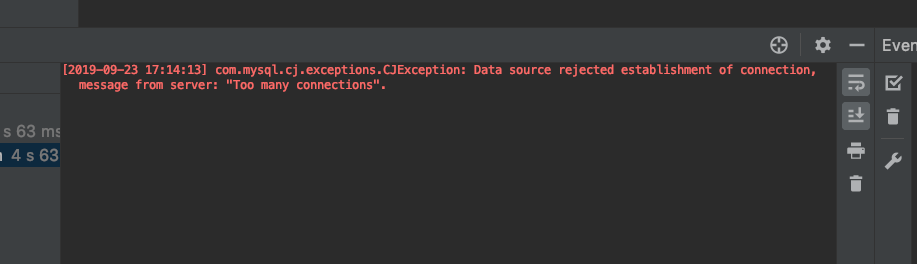 Even
[2019-09-23 17:14:13] com.mysql.cj.exceptions.CJException: Data source rejected establishment of connection,
message from server: "Too many connections".
s 63 ms
4 s 63